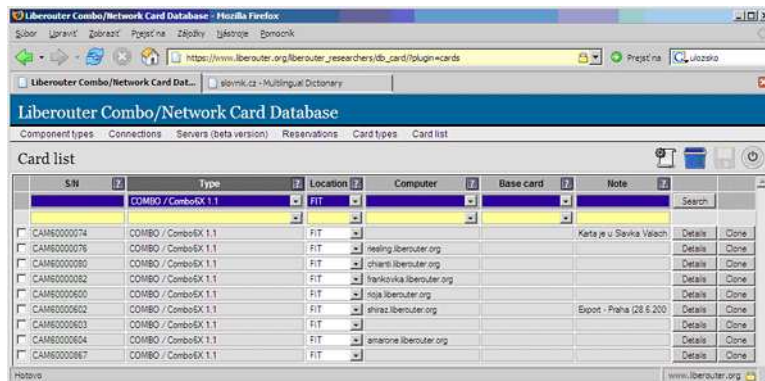 Liberouter Combo/Network Card Database - Mozilla Firefox
Súbor Upraviť Zobraziť Prejsť na Záložky Nástroje Pomocník
https://www.liberouter.org/liberouter_researchers/db_card/?plugin=cards Prejsť na ulozsko
Liberouter Combo/Network Card Dat... slovnik.cz - Multilingual Dictionary
Liberouter Combo/Network Card Database
Component types Connections Servers (beta version) Reservations Card types Card list
Card list
S/N ? Type ? Location ? Computer ? Base card ? Note ?
COMBO / Combo6X 1.1 FIT Search
CAM60000074 COMBO / Combo6X 1.1 FIT Karta je u Slavka Valach Details Clone
CAM60000076 COMBO / Combo6X 1.1 FIT riesling.liberouter.org Details Clone
CAM60000080 COMBO / Combo6X 1.1 FIT chianti.liberouter.org Details Clone
CAM60000082 COMBO / Combo6X 1.1 FIT frankovka.liberouter.org Details Clone
CAM60000600 COMBO / Combo6X 1.1 FIT rioja.liberouter.org Details Clone
CAM60000602 COMBO / Combo6X 1.1 FIT shiraz.liberouter.org Export - Praha (28.6.200 Details Clone
CAM60000603 COMBO / Combo6X 1.1 FIT Details Clone
CAM60000604 COMBO / Combo6X 1.1 FIT amarone.liberouter.org Details Clone
CAM60000867 COMBO / Combo6X 1.1 FIT Details Clone
Hotovo www.liberouter.org